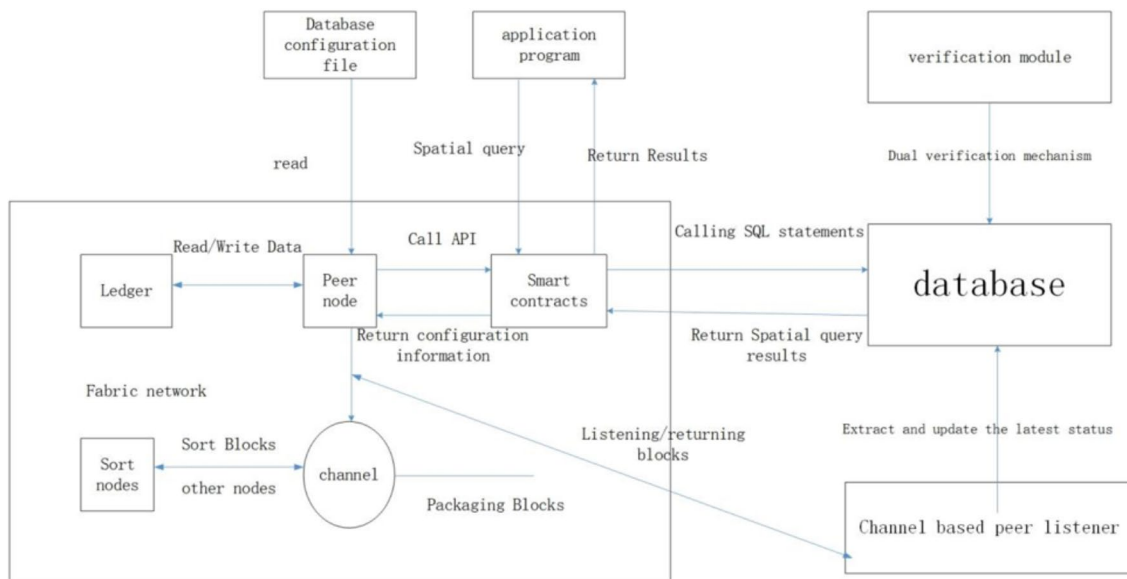 Database
configuration
file
application
program
verification module
read
Spatial query
Return Results
Dual verification mechanism
Read/Write Data
Call API
Calling SQL statements
Ledger
Peer
node
Smart
contracts
database
Return configuration
information
Return Spatial query
results
Fabric network
Listening/returning
blocks
Extract and update the latest status
Sort Blocks
Sort
nodes
other nodes
channel
Packaging Blocks
Channel based peer listener